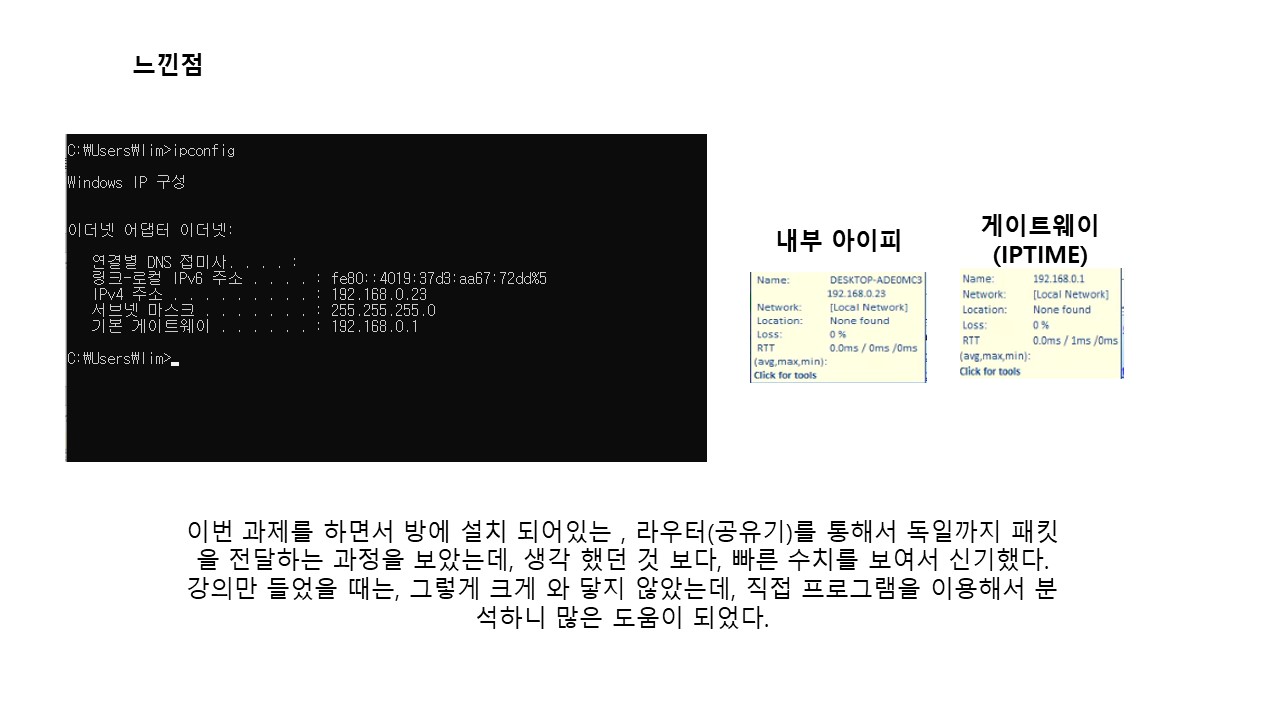 느낀점
C:₩Users₩lim>ipconfig
Windows IP 구성
이더넷 어댑터 이더넷:
연결별 DNS 접미사. . . . :
링크-로컬 IPv6 주소 . . . . : fe80::4019:37d3:aa67:72dd%5
IPv4 주소 . . . . . . . . . : 192.168.0.23
서브넷 마스크 . . . . . . . : 255.255.255.0
기본 게이트웨이 . . . . . . : 192.168.0.1
C:₩Users₩lim>
내부 아이피
Name: DESKTOP-ADE0MC3
192.168.0.23
Network: [Local Network]
Location: None found
Loss: 0 %
RTT 0.0ms / 0ms /0ms
(avg,max,min):
Click for tools
게이트웨이
(IPTIME)
Name: 192.168.0.1
Network: [Local Network]
Location: None found
Loss: 0 %
RTT 0.0ms / 1ms /0ms
(avg,max,min):
Click for tools
이번 과제를 하면서 방에 설치 되어있는 , 라우터(공유기)를 통해서 독일까지 패킷
을 전달하는 과정을 보았는데, 생각 했던 것 보다, 빠른 수치를 보여서 신기했다.
강의만 들었을 때는, 그렇게 크게 와 닿지 않았는데, 직접 프로그램을 이용해서 분
석하니 많은 도움이 되었다.